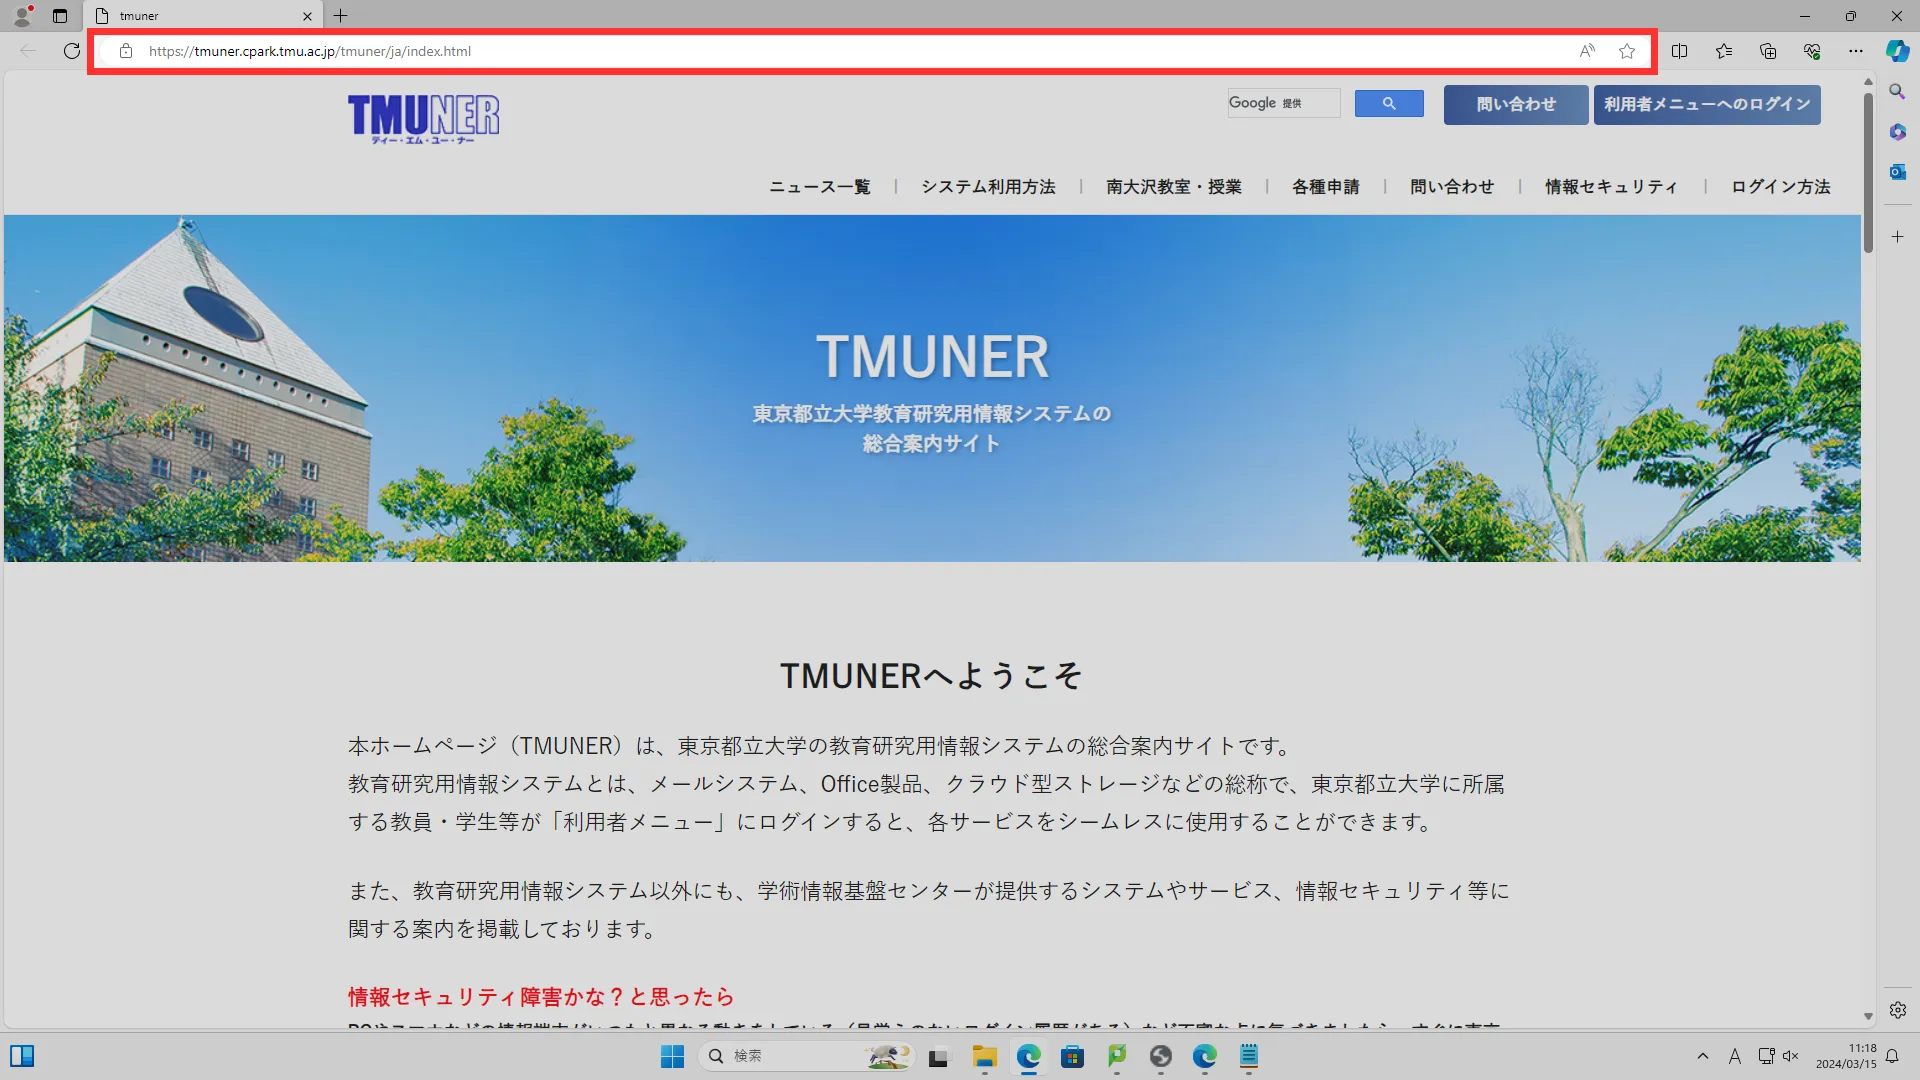 tmuner
https://tmuner.cpark.tmu.ac.jp/tmuner/ja/index.html
TMUNER
ティー・エム・ユー・ナー
Google 提供
問い合わせ
利用者メニューへのログイン
ニュース一覧 | システム利用方法 | 南大沢教室・授業 | 各種申請 | 問い合わせ | 情報セキュリティ | ログイン方法
TMUNER
東京都立大学教育研究用情報システムの
総合案内サイト
TMUNERへようこそ
本ホームページ（TMUNER）は、東京都立大学の教育研究用情報システムの総合案内サイトです。
教育研究用情報システムとは、メールシステム、Office製品、クラウド型ストレージなどの総称で、東京都立大学に所属
する教員・学生等が「利用者メニュー」にログインすると、各サービスをシームレスに使用することができます。
また、教育研究用情報システム以外にも、学術情報基盤センターが提供するシステムやサービス、情報セキュリティ等に
関する案内を掲載しております。
情報セキュリティ障害かな？と思ったら
検索
A
11:18
2024/03/15